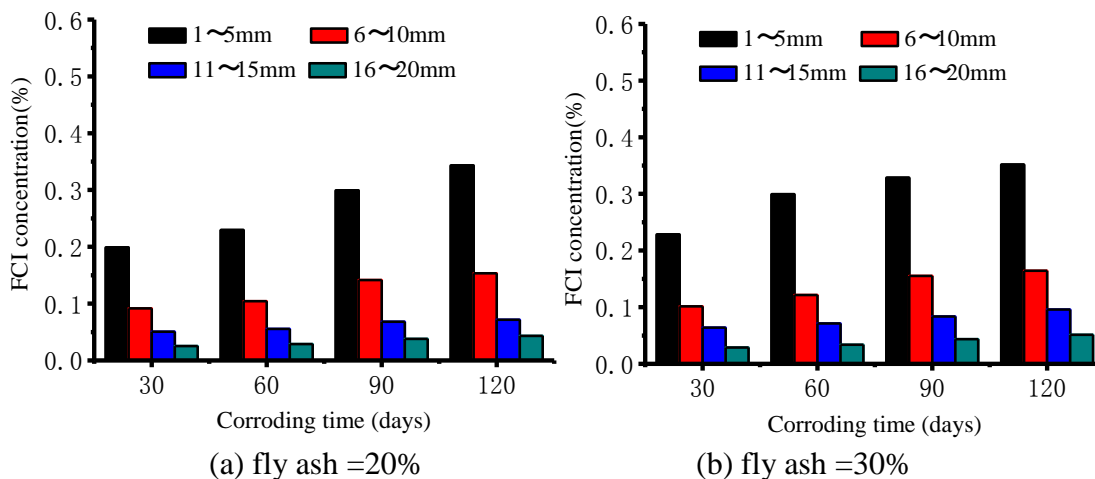 0.6
0.5
0.4
0.3
0.2
0.1
0.0
FCI concentration(%)
1～5mm 6～10mm
11～15mm 16～20mm
30 60 90 120
Corroding time (days)
(a) fly ash =20%
0.6
0.5
0.4
0.3
0.2
0.1
0.0
FCI concentration(%)
1～5mm 6～10mm
11～15mm 16～20mm
30 60 90 120
Corroding time (days)
(b) fly ash =30%